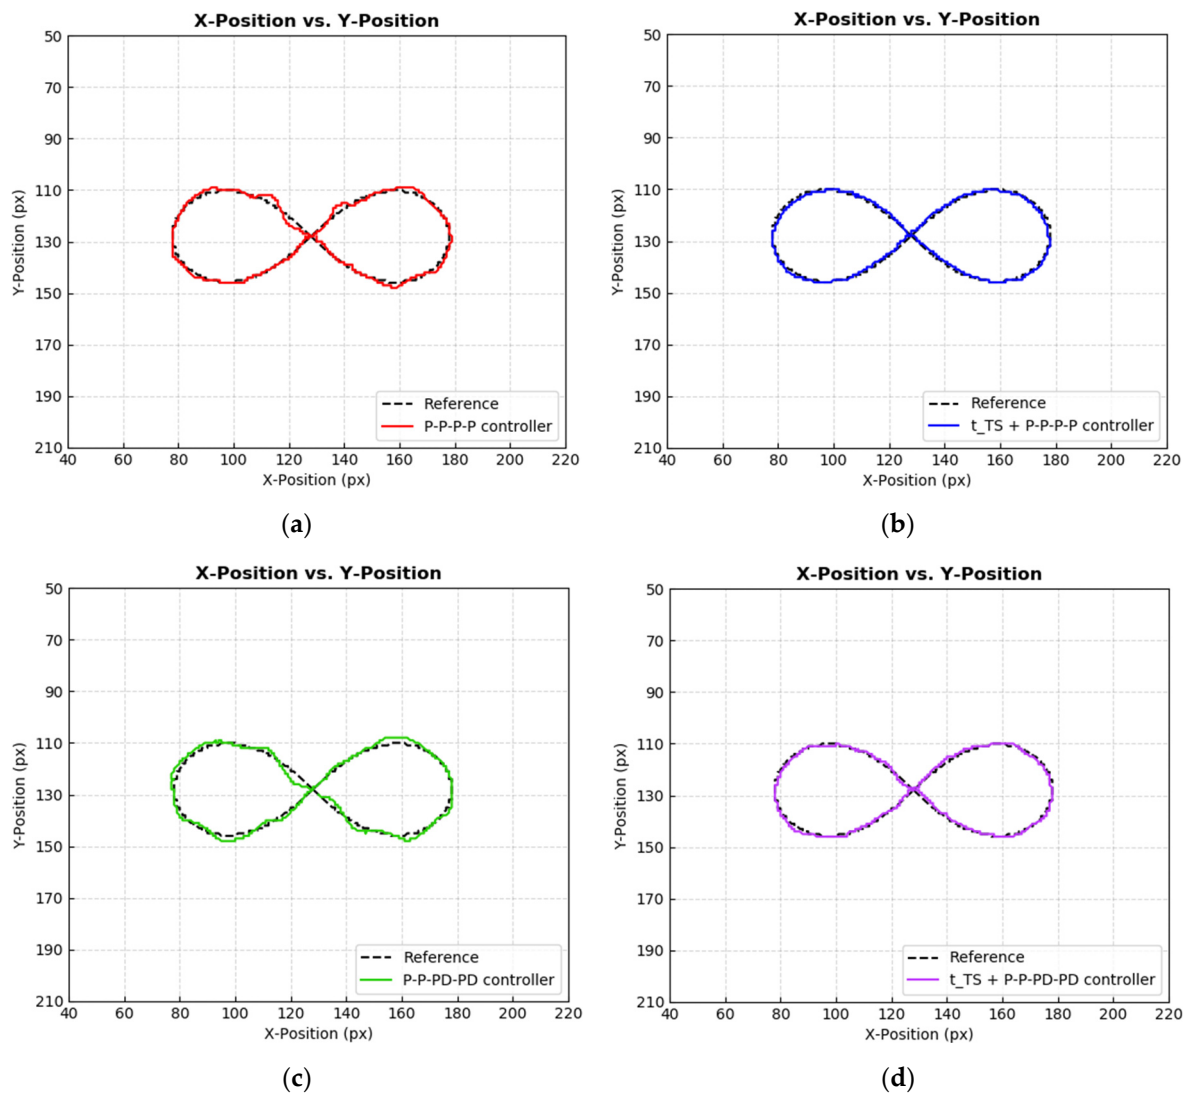 X-Position vs. Y-Position
50
70
90
110
130
150
170
190
210
Y-Position (px)
40 60 80 100 120 140 160 180 200 220
X-Position (px)
Reference
P-P-P-P controller
(a)
X-Position vs. Y-Position
50
70
90
110
130
150
170
190
210
Y-Position (px)
40 60 80 100 120 140 160 180 200 220
X-Position (px)
Reference
t_TS + P-P-P-P controller
(b)
X-Position vs. Y-Position
50
70
90
110
130
150
170
190
210
Y-Position (px)
40 60 80 100 120 140 160 180 200 220
X-Position (px)
Reference
P-P-PD-PD controller
(c)
X-Position vs. Y-Position
50
70
90
110
130
150
170
190
210
Y-Position (px)
40 60 80 100 120 140 160 180 200 220
X-Position (px)
Reference
t_TS + P-P-PD-PD controller
(d)